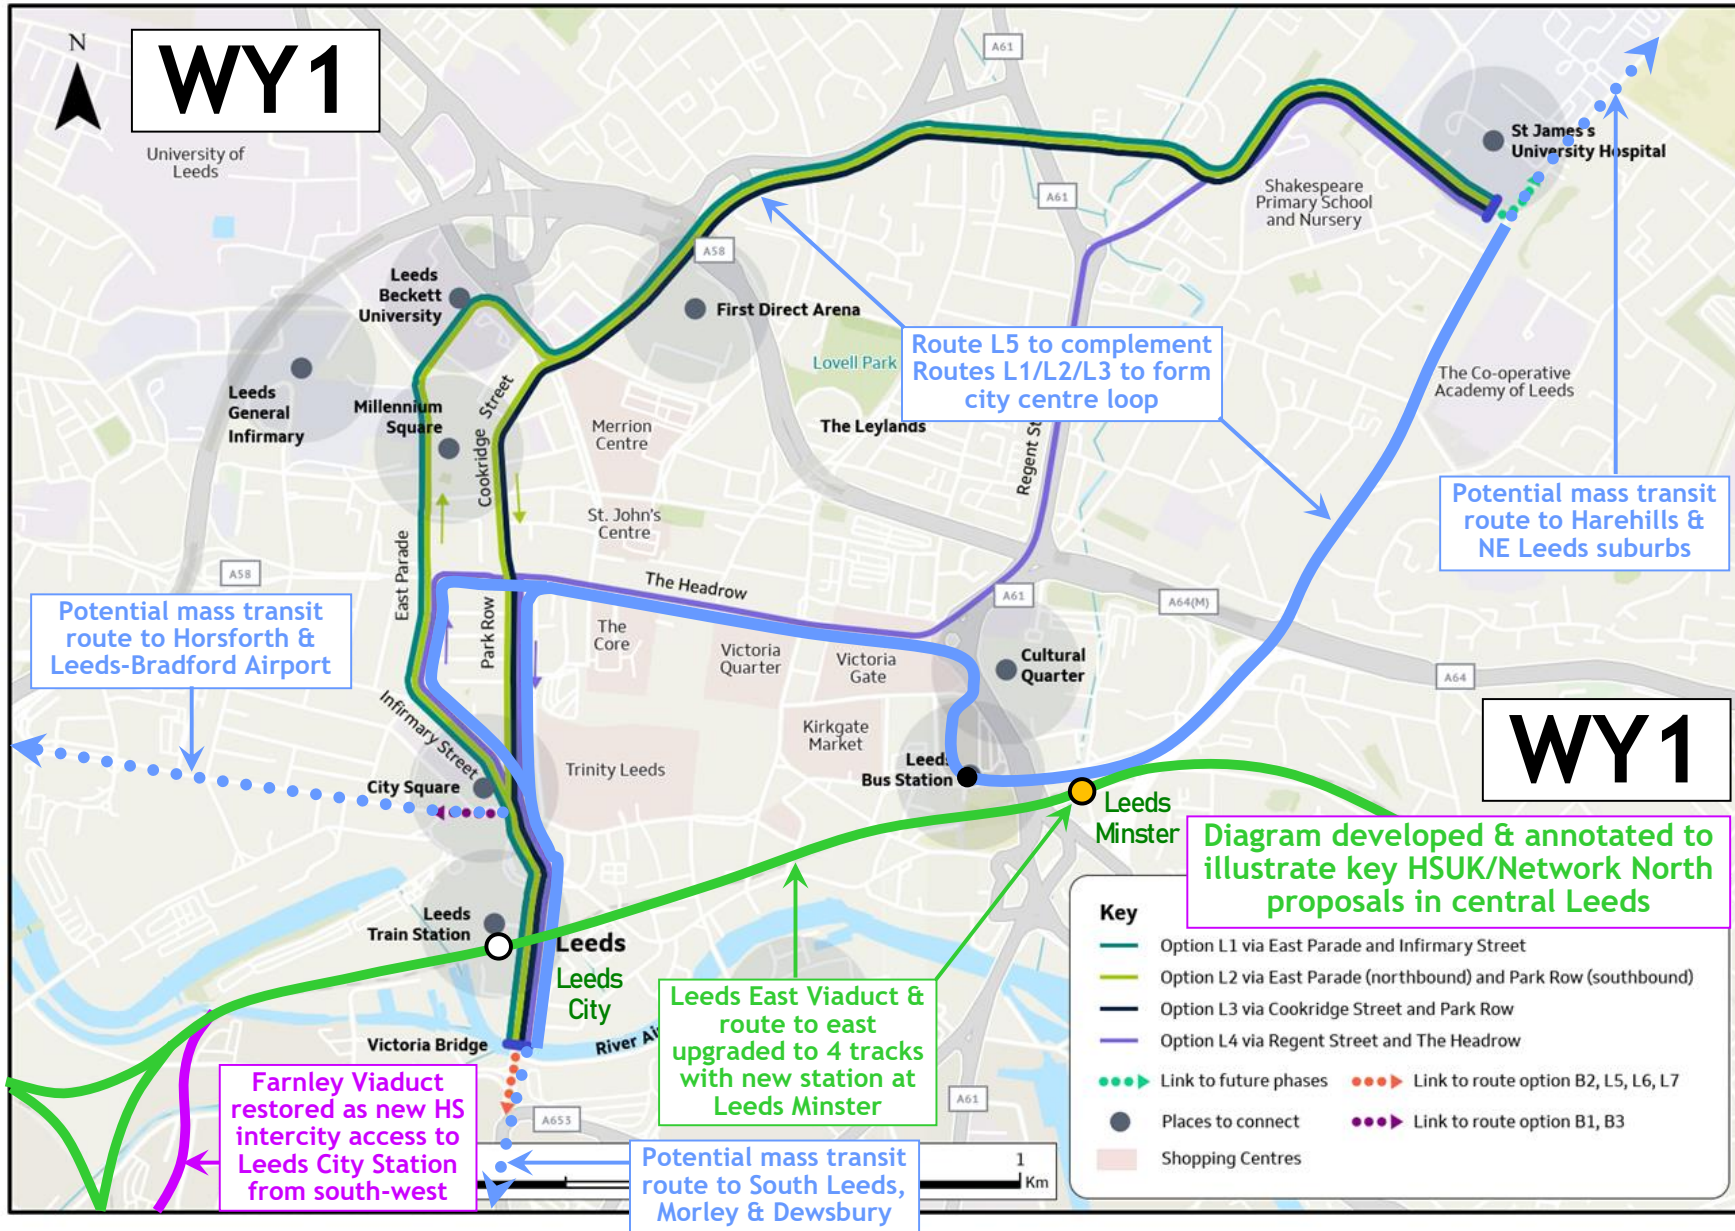 N
WY1
A61
University of
Leeds
St James's
University Hospital
A61
Shakespeare
Primary School
and Nursery
A58
Leeds
Beckett
University
First Direct Arena
Route L5 to complement
Routes L1/L2/L3 to form
city centre loop
Lovell Park
The Co-operative
Academy of Leeds
Leeds
General
Infirmary
Millennium
Square
Cookridge Street
Merrion
Centre
The Leylands
Regent St
Potential mass transit
route to Harehills &
NE Leeds suburbs
St. John's
Centre
East Parade
A58
The Headrow
A61
A64(M)
Potential mass transit
route to Horsforth &
Leeds-Bradford Airport
Park Row
The
Core
Victoria
Quarter
Victoria
Gate
Cultural
Quarter
A64
Infirmary Street
Kirkgate
Market
WY1
City Square
Trinity Leeds
Leeds
Bus Station
Leeds
Minster
Diagram developed & annotated to
illustrate key HSUK/Network North
proposals in central Leeds
Leeds
Train Station
Leeds
Leeds
City
Leeds East Viaduct &
route to east
upgraded to 4 tracks
with new station at
Leeds Minster
Key
Option L1 via East Parade and Infirmary Street
Option L2 via East Parade (northbound) and Park Row (southbound)
Option L3 via Cookridge Street and Park Row
Option L4 via Regent Street and The Headrow
Link to future phases
Link to route option B2, L5, L6, L7
Places to connect
Link to route option B1, B3
Shopping Centres
Victoria Bridge
River Ai
Farnley Viaduct
restored as new HS
intercity access to
Leeds City Station
from south-west
A653
A61
Potential mass transit
route to South Leeds,
Morley & Dewsbury
1
Km